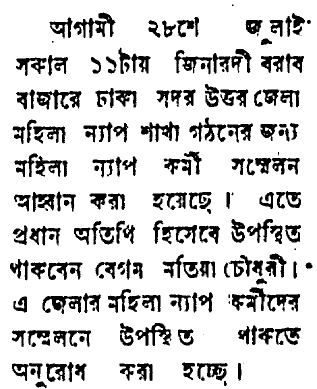 আগামী ২৮শে জুলাই
সকাল ১১টায় জিনারদী বরাব
বাজারে ঢাকা সদর উত্তর জেলা
মহিলা ন্যাপ শাখা গঠনের জন্য
মহিলা ন্যাপ কর্মী সম্মেলন
আহ্বান করা হয়েছে। এতে
প্রধান অতিথি হিসেবে উপস্থিত
থাকবেন বেগম মতিয়া চৌধুরী।
এ জেলার মহিলা ন্যাপ কর্মীদের
সম্মেলনে উপস্থিত থাকতে
অনুরোধ করা হচ্ছে।